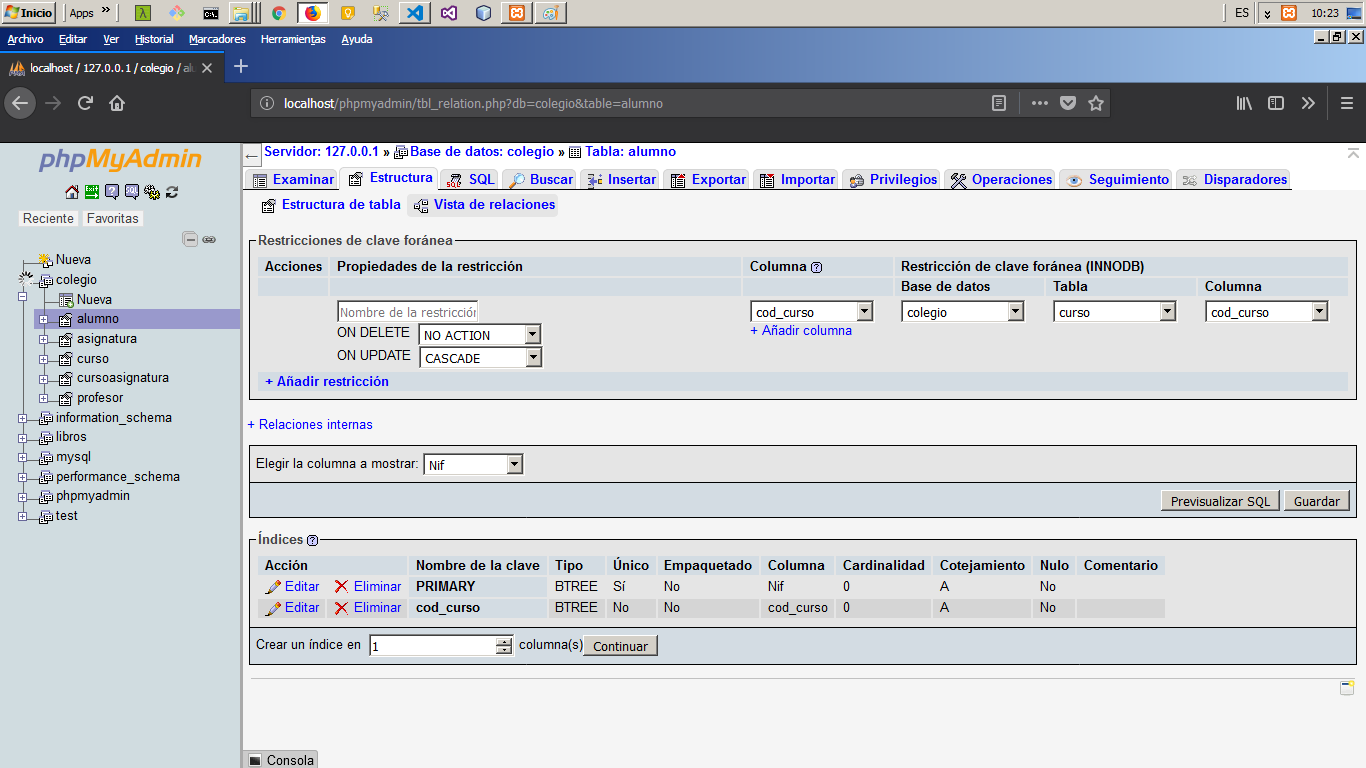 Inicio Apps » ES » 10:23
Archivo Editar Ver Historial Marcadores Herramientas Ayuda
localhost / 127.0.0.1 / colegio / al
localhost/phpmyadmin/tbl_relation.php?db=colegio&table=alumno
phpMyAdmin
Reciente Favoritas
Nueva
colegio
Nueva
alumno
asignatura
curso
cursoasignatura
profesor
information_schema
libros
mysql
performance_schema
phpmyadmin
test
Servidor: 127.0.0.1 » Base de datos: colegio » Tabla: alumno
Examinar Estructura SQL Buscar Insertar Exportar Importar Privilegios Operaciones Seguimiento Disparadores
Estructura de tabla Vista de relaciones
Restricciones de clave foránea
Acciones Propiedades de la restricción Columna Restricción de clave foránea (INNODB)
Base de datos Tabla Columna
Nombre de la restricción cod_curso colegio curso cod_curso
ON DELETE NO ACTION + Añadir columna
ON UPDATE CASCADE
+ Añadir restricción
+ Relaciones internas
Elegir la columna a mostrar: Nif
Previsualizar SQL Guardar
Índices
Acción Nombre de la clave Tipo Único Empaquetado Columna Cardinalidad Cotejamiento Nulo Comentario
Editar Eliminar PRIMARY BTREE Sí No Nif 0 A No
Editar Eliminar cod_curso BTREE No No cod_curso 0 A No
Crear un índice en 1 columna(s) Continuar
Consola